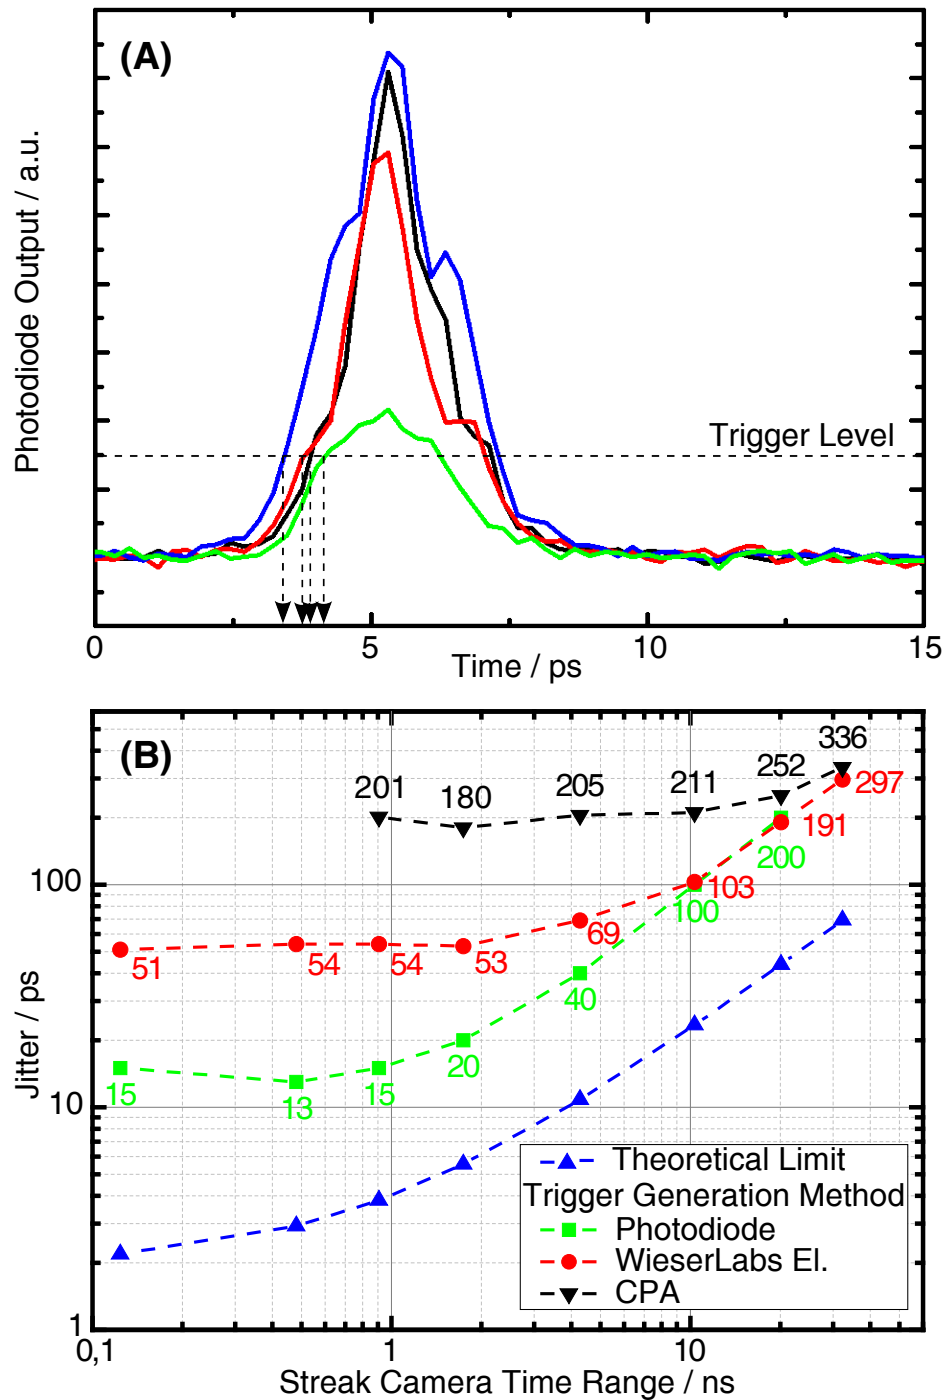 (A)
Photodiode Output / a.u.
Trigger Level
0 5 10 15
Time / ps
(B)
336
252
201 205 211
180
297
191
200
103
100
100
69
51 54 54 53
40
20
15 13 15
10
1
Jitter / ps
Theoretical Limit
Trigger Generation Method
Photodiode
WieserLabs El.
CPA
0,1 1 10
Streak Camera Time Range / ns